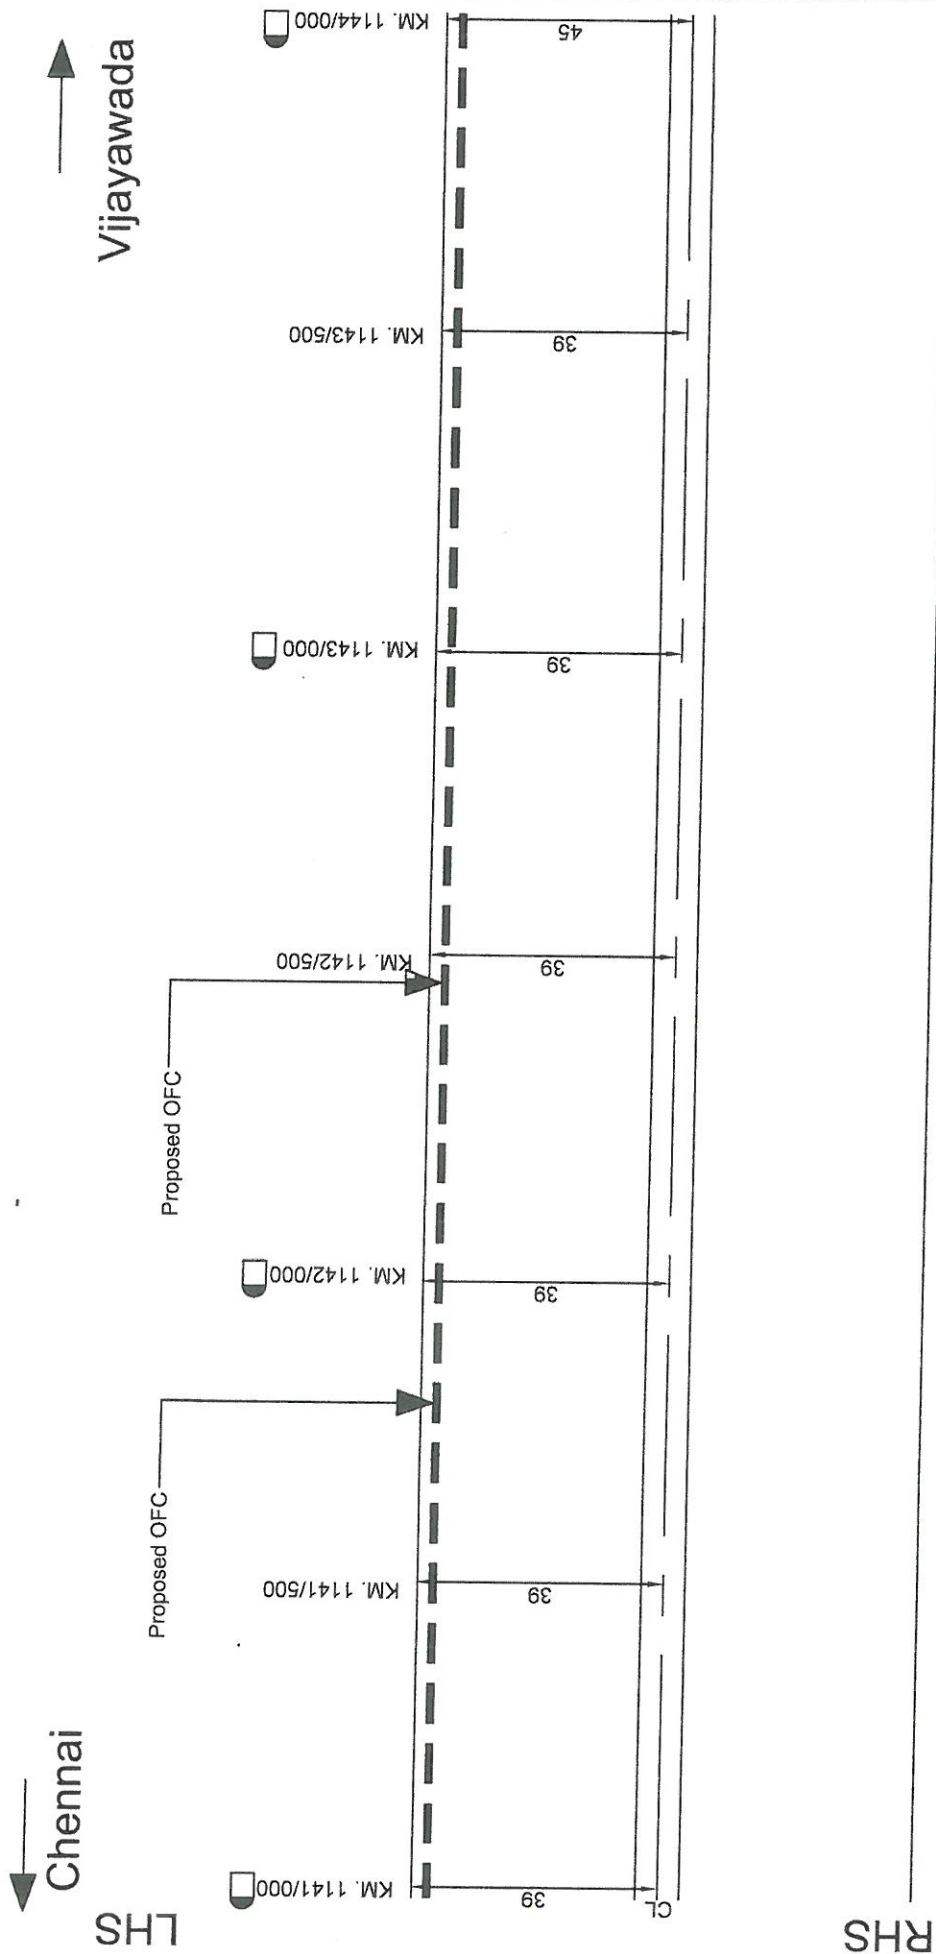 Chennai
Vijayawada
LHS
Proposed OFC
Proposed OFC
KM. 1141/000
KM. 1141/500
KM. 1142/000
KM. 1142/500
KM. 1143/000
KM. 1143/500
KM. 1144/000
39
39
39
39
39
39
45
CL
RHS